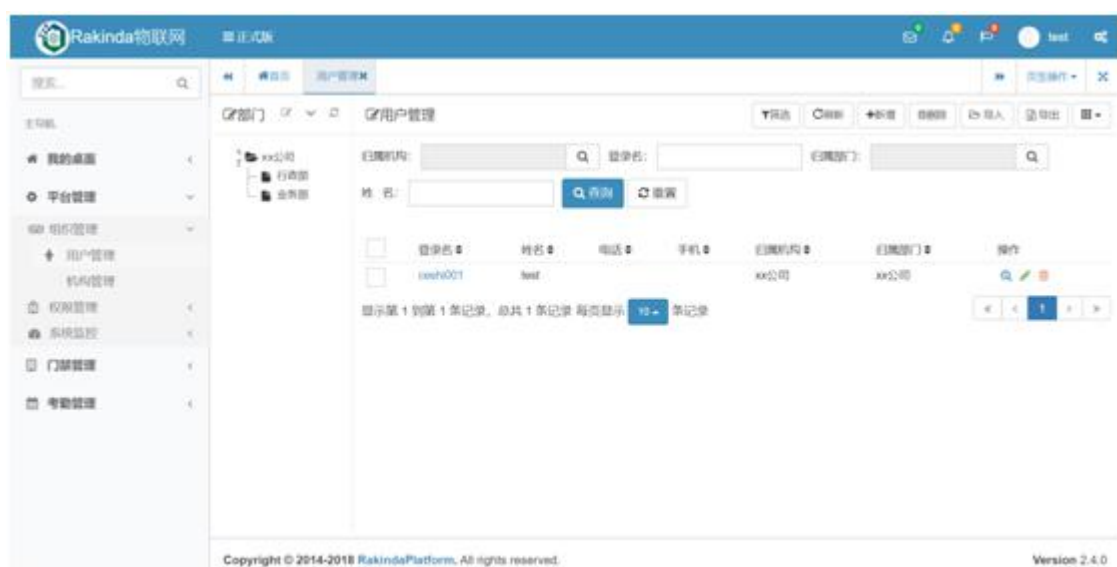 Rakinda物联网
正式版
test
搜索...
首页
用户管理
页签操作
主导航
我的桌面
平台管理
组织管理
用户管理
机构管理
权限管理
系统监控
门禁管理
考勤管理
部门
xx公司
行政部
业务部
用户管理
筛选 刷新 新增 删除 导入 导出
归属机构: 登录名: 归属部门:
姓 名: 查询 重置
登录名 姓名 电话 手机 归属机构 归属部门 操作
ceshi001 test xx公司 xx公司
显示第 1 到第 1 条记录，总共 1 条记录 每页显示 10 条记录
« ‹ 1 › »
Copyright © 2014-2018 RakindaPlatform. All rights reserved.
Version 2.4.0